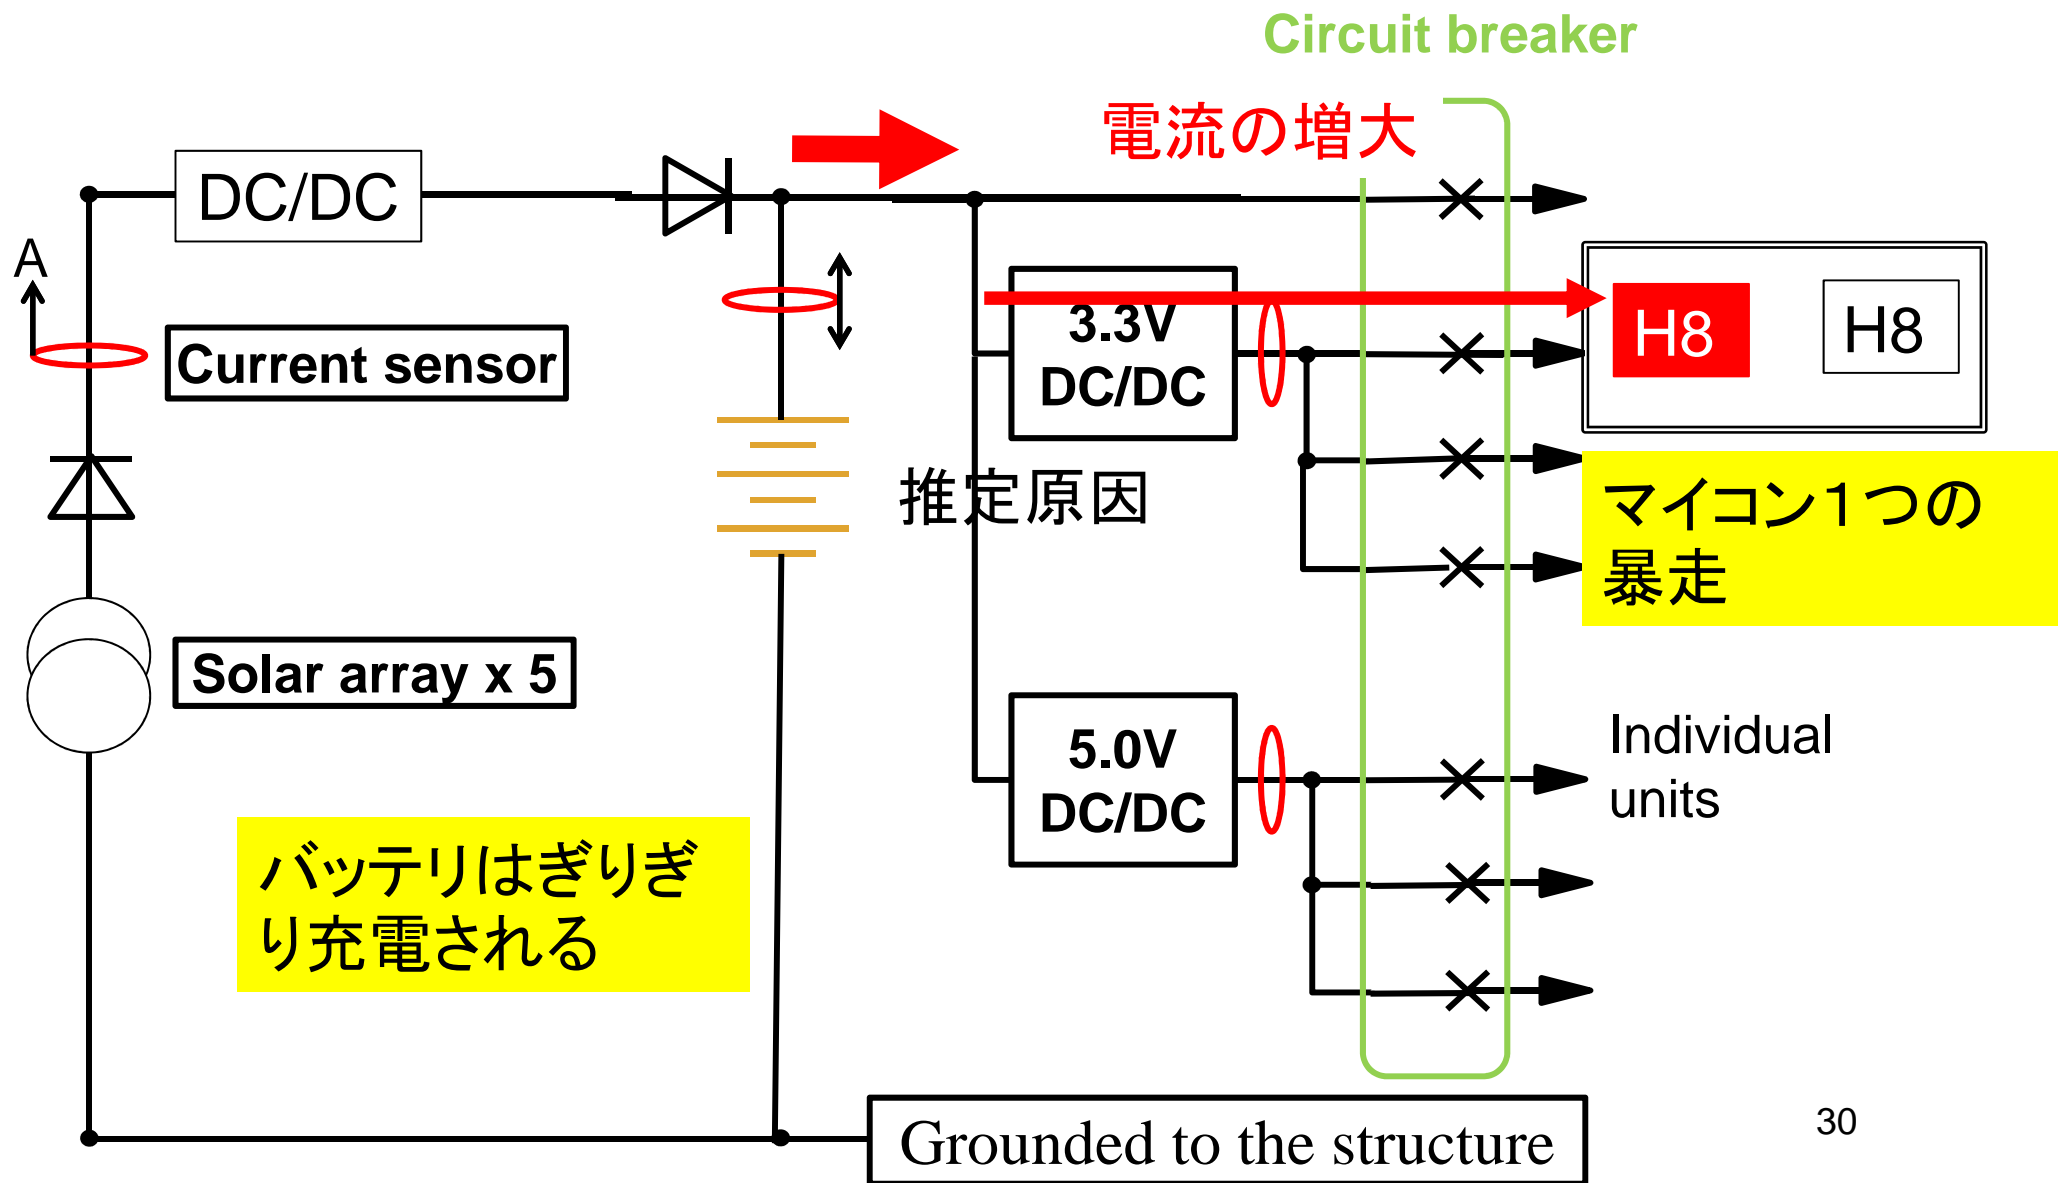 Circuit breaker
電流の増大
DC/DC
A
Current sensor
3.3V
DC/DC
H8
H8
推定原因
マイコン1つの
暴走
Solar array x 5
5.0V
DC/DC
Individual
units
バッテリはぎりぎ
り充電される
Grounded to the structure
30